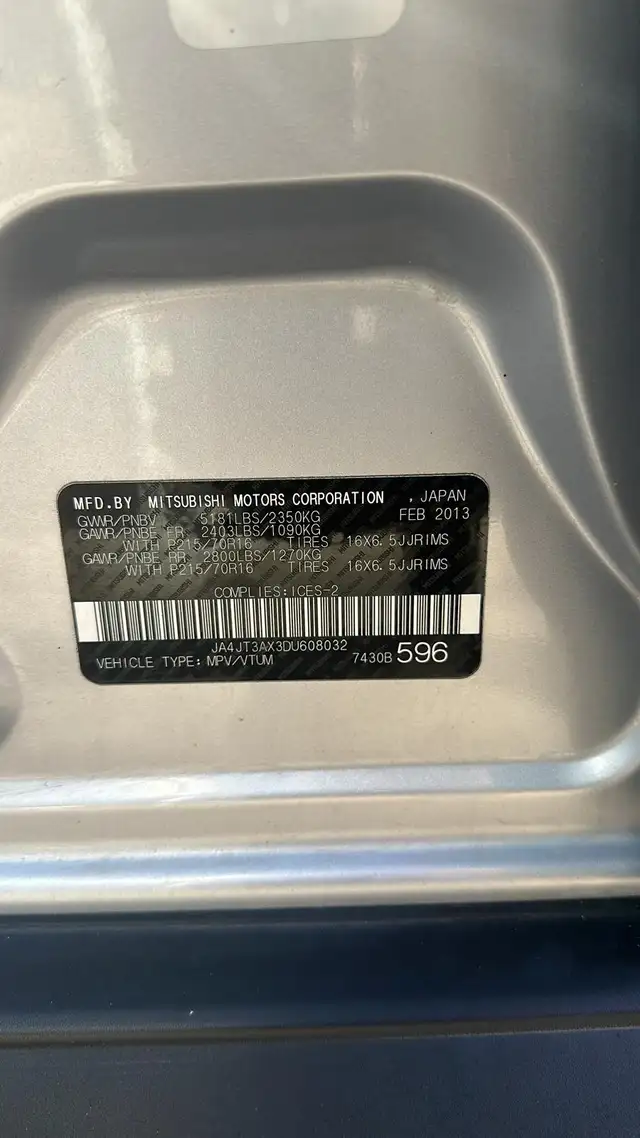 MFD.BY MITSUBISHI MOTORS CORPORATION , JAPAN
GVWR/PNBV 5181LBS/2350KG FEB 2013
GAWR/PNBE FR 2403LBS/1090KG
WITH P215/70R16 TIRES 16X6.5JJRIMS
GAWR/PNBE RR 2800LBS/1270KG
WITH P215/70R16 TIRES 16X6.5JJRIMS
COMPLIES:ICES-2
JA4JT3AX3DU608032
VEHICLE TYPE:MPV/VTUM 7430B 596